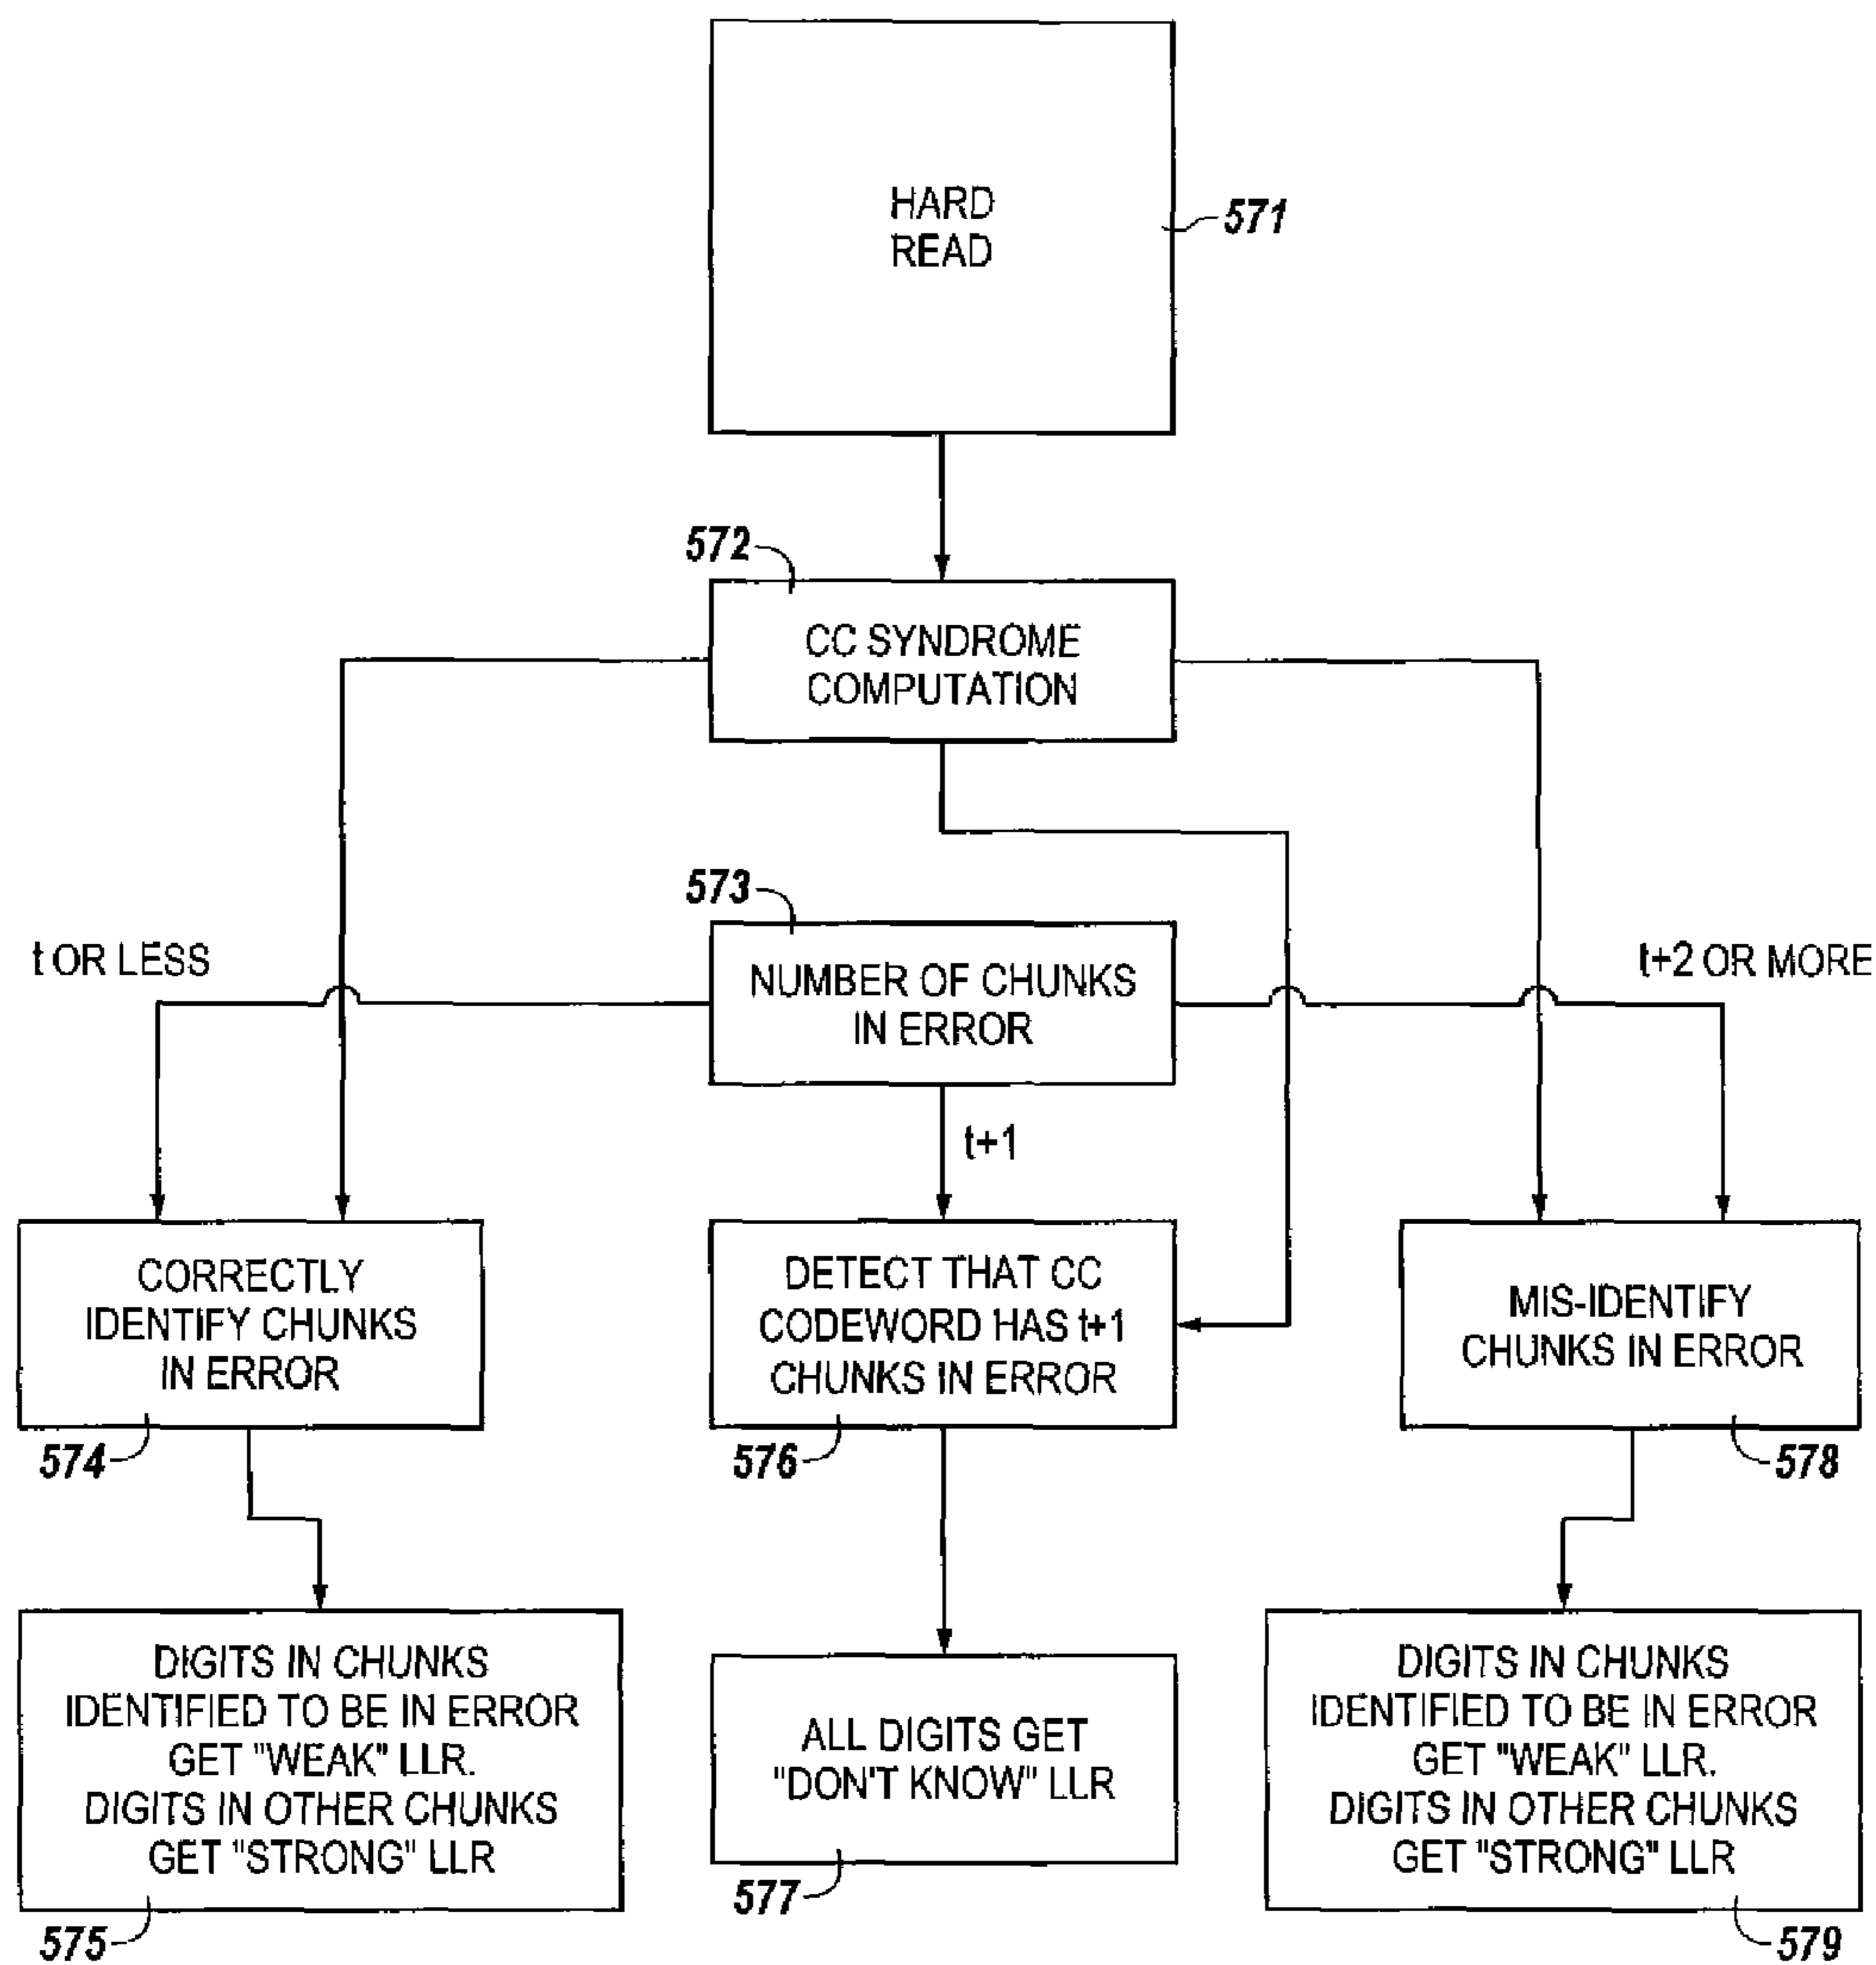 HARD
READ
571
572
CC SYNDROME
COMPUTATION
573
t OR LESS
NUMBER OF CHUNKS
IN ERROR
t+2 OR MORE
t+1
CORRECTLY
IDENTIFY CHUNKS
IN ERROR
574
DETECT THAT CC
CODEWORD HAS t+1
CHUNKS IN ERROR
576
MIS-IDENTIFY
CHUNKS IN ERROR
578
DIGITS IN CHUNKS
IDENTIFIED TO BE IN ERROR
GET "WEAK" LLR.
DIGITS IN OTHER CHUNKS
GET "STRONG" LLR
575
ALL DIGITS GET
"DON'T KNOW" LLR
577
DIGITS IN CHUNKS
IDENTIFIED TO BE IN ERROR
GET "WEAK" LLR.
DIGITS IN OTHER CHUNKS
GET "STRONG" LLR
579